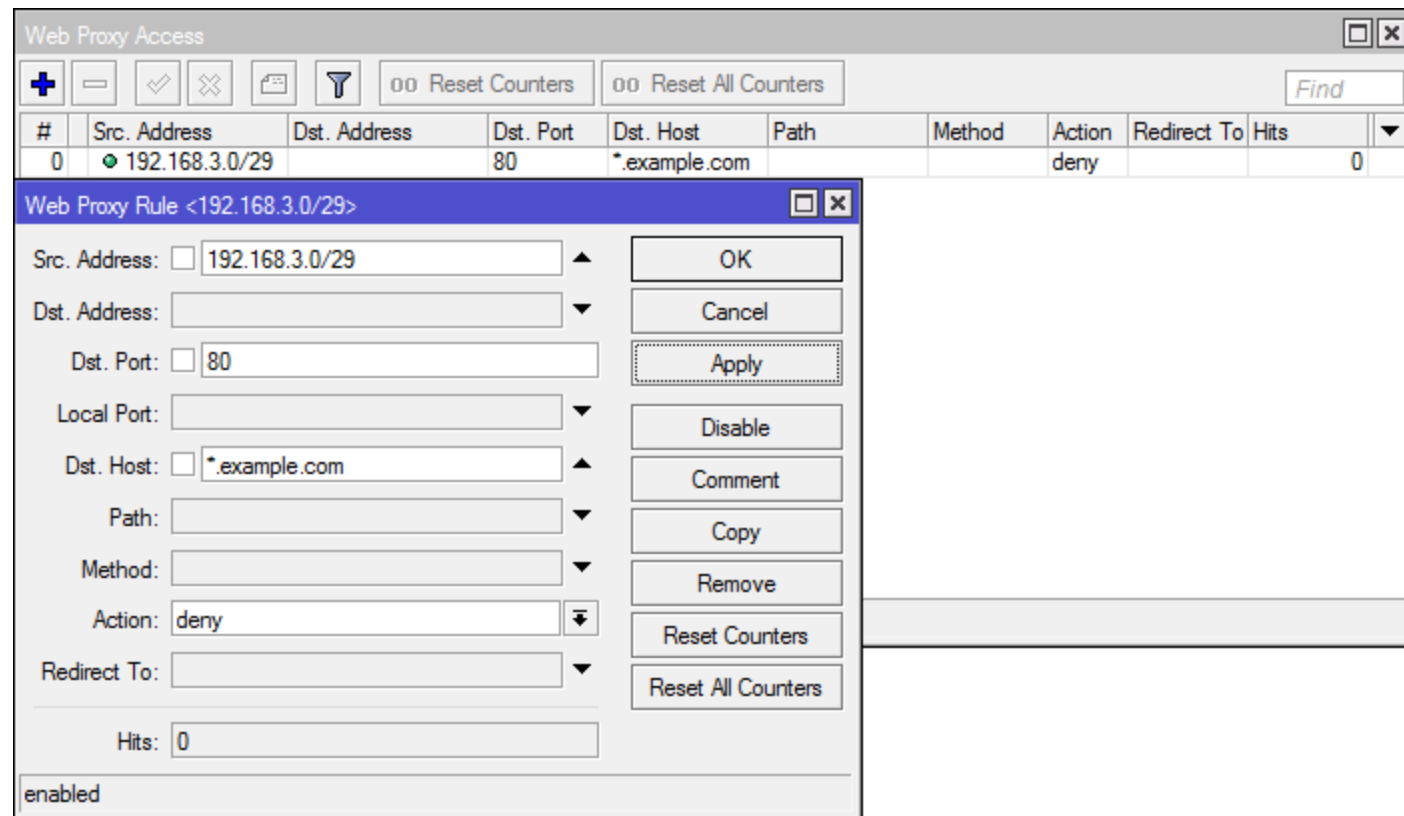 Web Proxy Access
00 Reset Counters 00 Reset All Counters Find
# Src. Address Dst. Address Dst. Port Dst. Host Path Method Action Redirect To Hits
0 192.168.3.0/29 80 *.example.com deny 0
Web Proxy Rule <192.168.3.0/29>
Src. Address: 192.168.3.0/29 OK
Dst. Address: Cancel
Dst. Port: 80 Apply
Local Port: Disable
Dst. Host: *.example.com Comment
Path: Copy
Method: Remove
Action: deny Reset Counters
Redirect To: Reset All Counters
Hits: 0
enabled